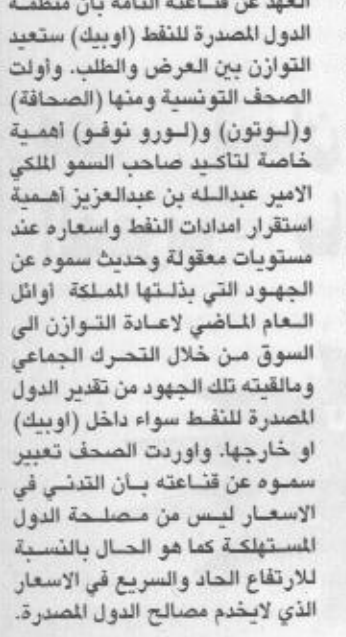 العهد عن قناعته التامة بأن منظمة
الدول المصدرة للنفط (اوبيك) ستعيد
التوازن بين العرض والطلب. وأولت
الصحف التونسية ومنها (الصحافة)
و(لوتون) و(لورو نوفو) أهمية
خاصة لتأكيد صاحب السمو الملكي
الامير عبدالله بن عبدالعزيز أهمية
استقرار امدادات النفط واسعاره عند
مستويات معقولة وحديث سموه عن
الجهود التي بذلتها المملكة أوائل
العام الماضي لاعادة التوازن الى
السوق من خلال التحرك الجماعي
ومالقيته تلك الجهود من تقدير الدول
المصدرة للنفط سواء داخل (اوبيك)
او خارجها. واوردت الصحف تعبير
سموه عن قناعته بأن التدني في
الاسعار ليس من مصلحة الدول
المستهلكة كما هو الحال بالنسبة
للارتفاع الحاد والسريع في الاسعار
الذي لايخدم مصالح الدول المصدرة.